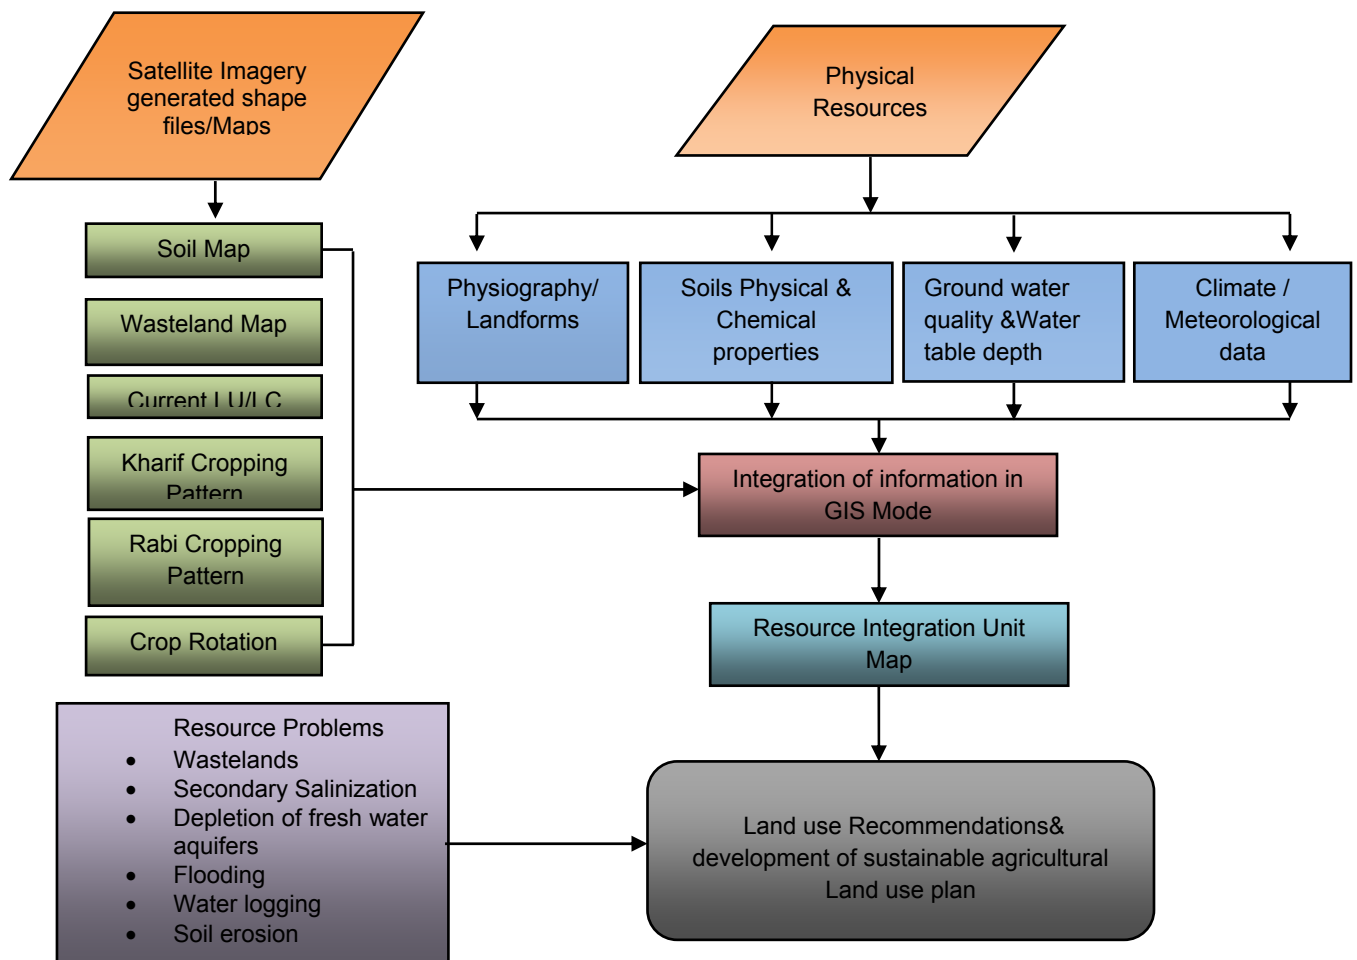 Satellite Imagery
generated shape
files/Maps
Physical
Resources
Soil Map
Wasteland Map
Current LU/LC
Kharif Cropping
Pattern
Rabi Cropping
Pattern
Crop Rotation
Physiography/
Landforms
Soils Physical &
Chemical
properties
Ground water
quality &Water
table depth
Climate /
Meteorological
data
Integration of information in
GIS Mode
Resource Integration Unit
Map
Resource Problems
• Wastelands
• Secondary Salinization
• Depletion of fresh water
aquifers
• Flooding
• Water logging
• Soil erosion
Land use Recommendations&
development of sustainable agricultural
Land use plan